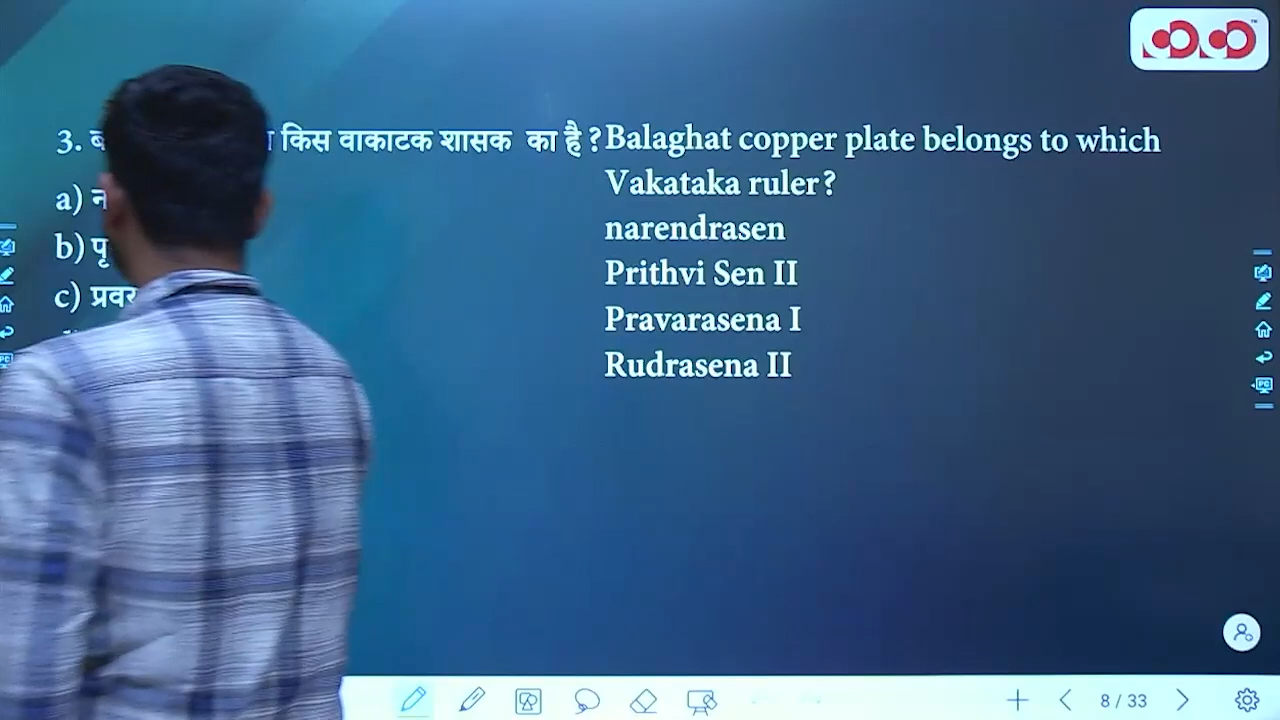 3. किस वाकाटक शासक का है ? Balaghat copper plate belongs to which
Vakataka ruler?
a) narendrasen
b) पृ Prithvi Sen II
c) Pravarasena I
Rudrasena II
8 / 33